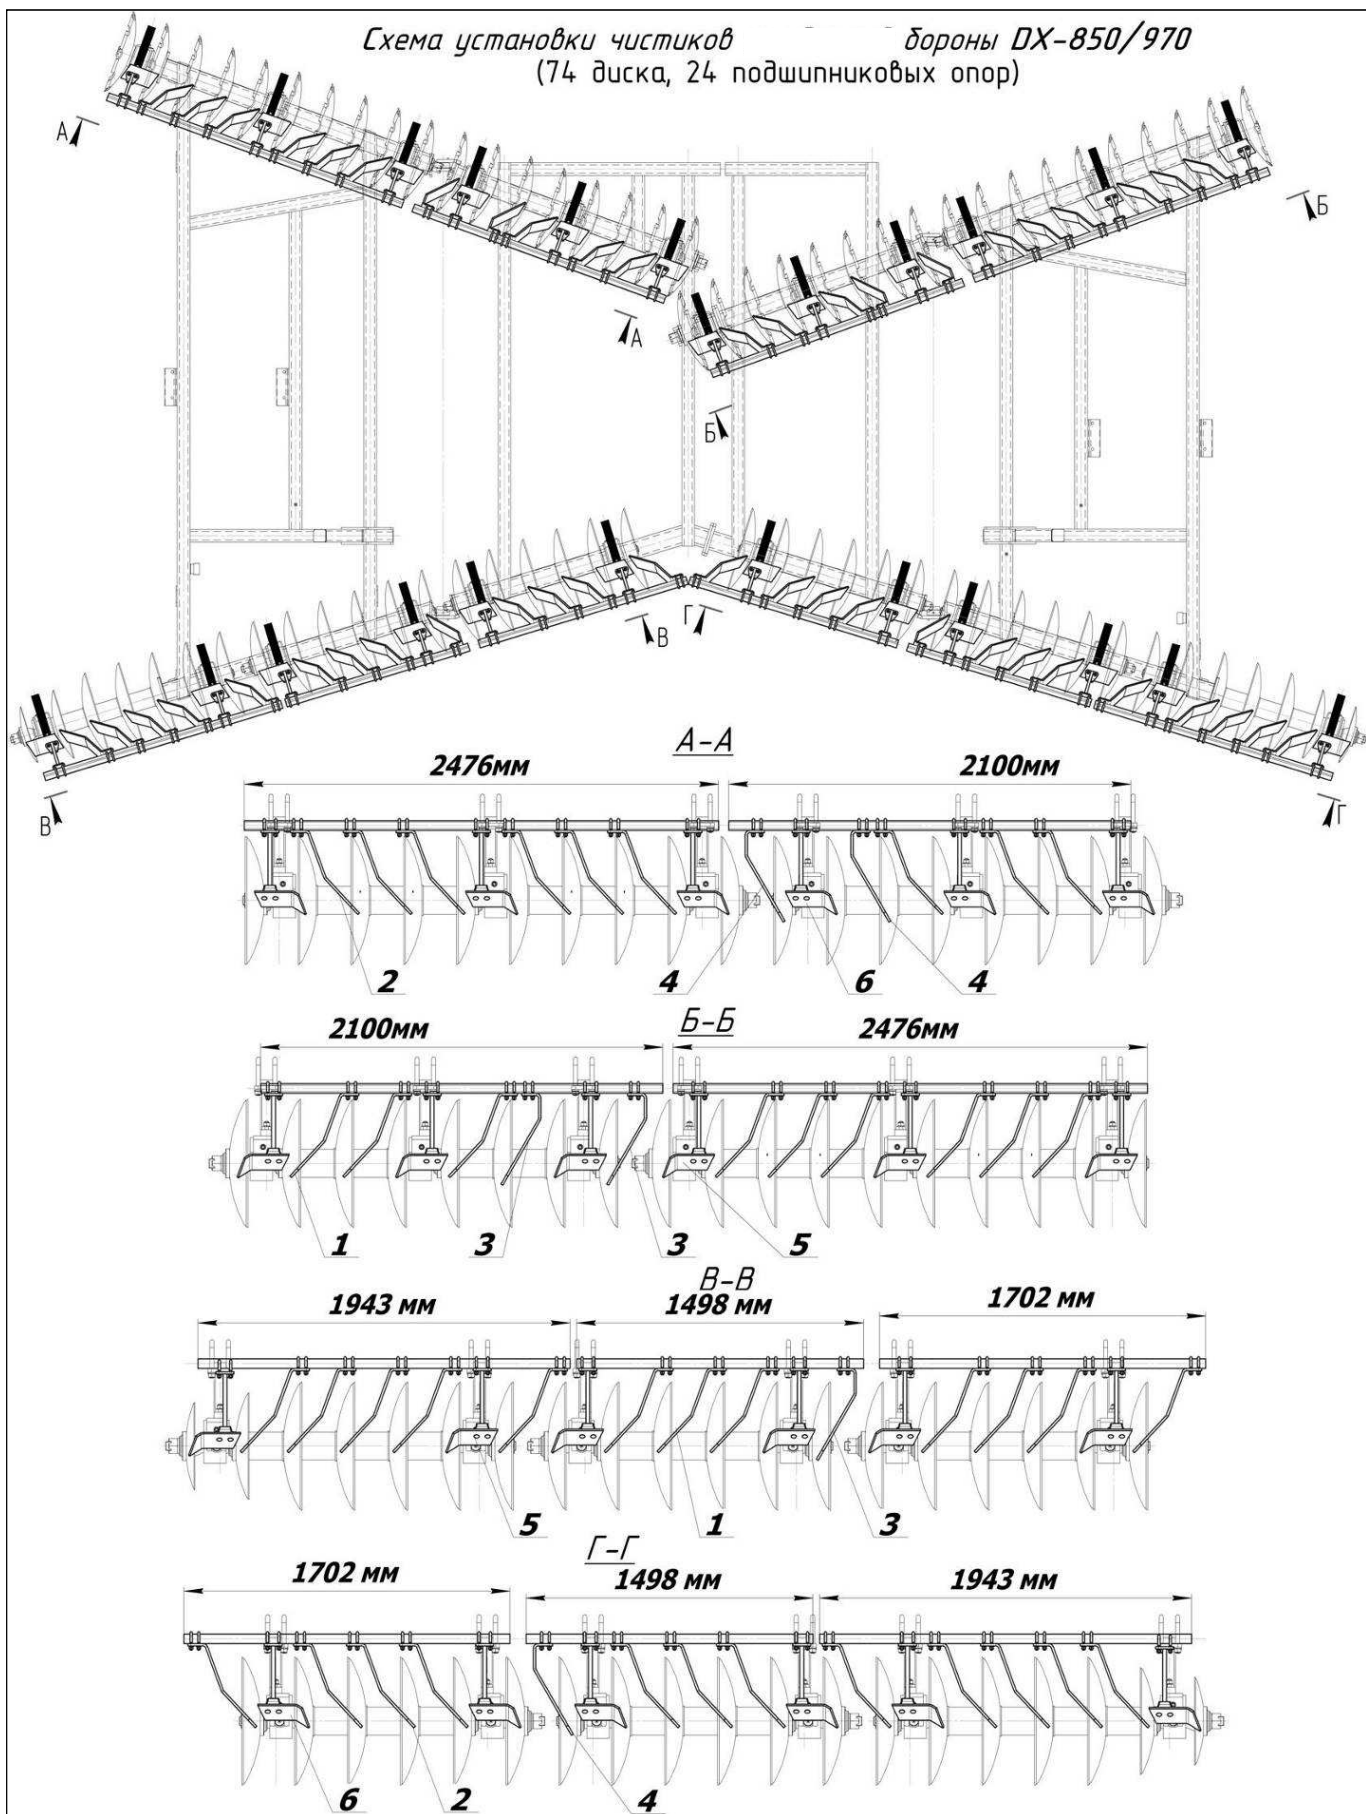 Схема установки чистиков бороны DX-850/970
(74 диска, 24 подшипниковых опор)
А
Б
А
Б
В
Г
В
Г
А-А
2476мм 2100мм
2 4 6 4
Б-Б
2100мм 2476мм
1 3 3 5
В-В
1943 мм 1498 мм 1702 мм
5 1 3
Г-Г
1702 мм 1498 мм 1943 мм
6 2 4